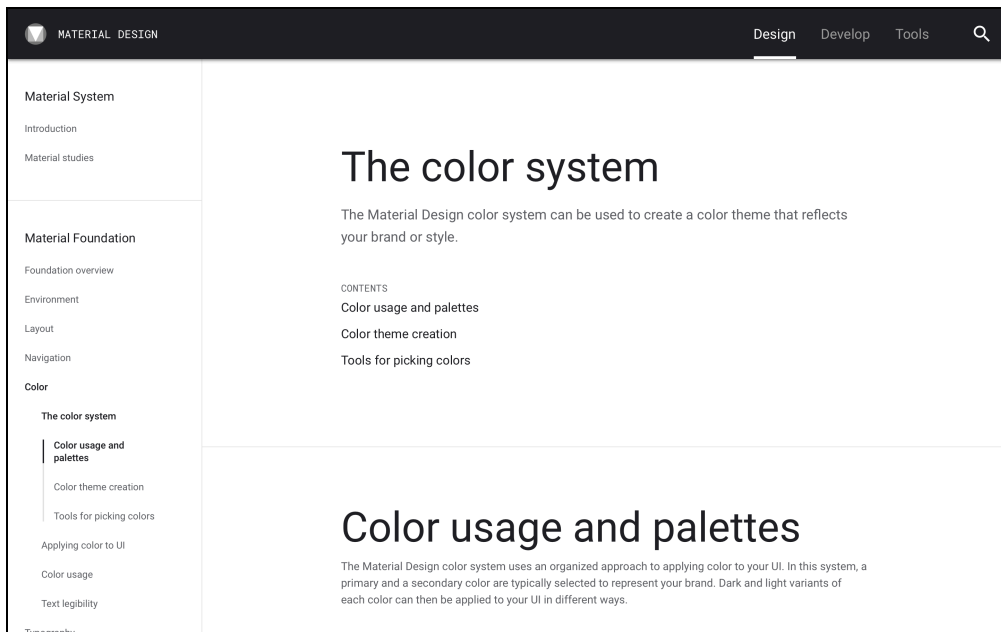 MATERIAL DESIGN
Design
Develop
Tools
Material System
Introduction
Material studies
Material Foundation
Foundation overview
Environment
Layout
Navigation
Color
The color system
Color usage and
palettes
Color theme creation
Tools for picking colors
Applying color to UI
Color usage
Text legibility
Typography
The color system
The Material Design color system can be used to create a color theme that reflects
your brand or style.
CONTENTS
Color usage and palettes
Color theme creation
Tools for picking colors
Color usage and palettes
The Material Design color system uses an organized approach to applying color to your UI. In this system, a
primary and a secondary color are typically selected to represent your brand. Dark and light variants of
each color can then be applied to your UI in different ways.